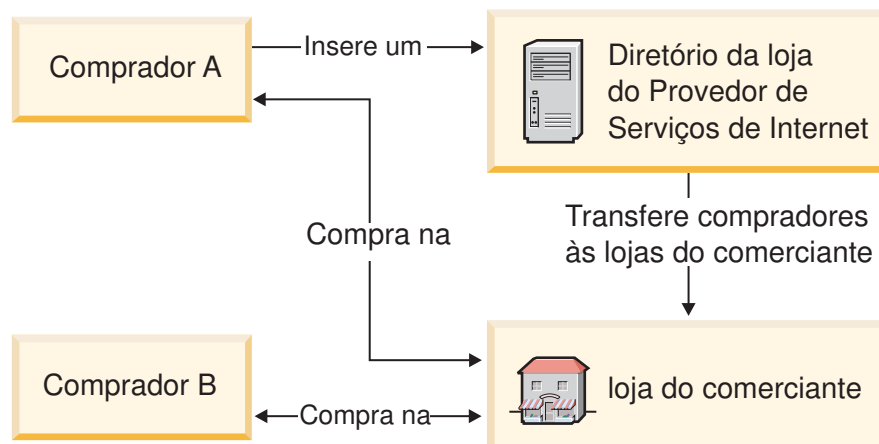 Comprador A
Insere um
Diretório da loja
do Provedor de
Serviços de Internet
Transfere compradores
às lojas do comerciante
Compra na
Comprador B
Compra na
loja do comerciante